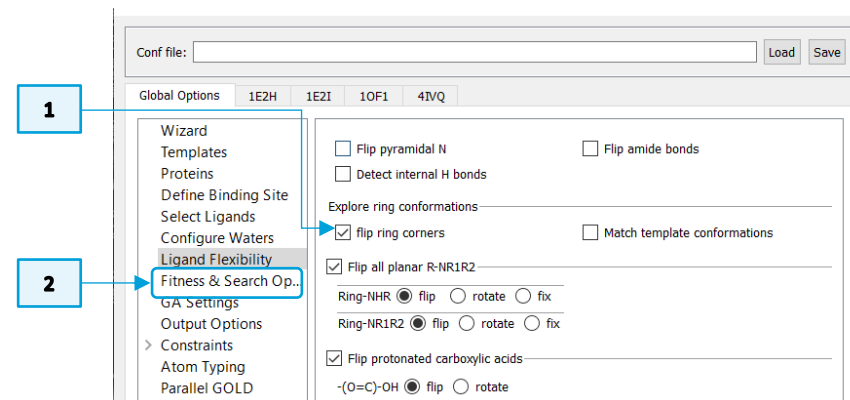 Conf file:
Load
Save
Global Options
1E2H
1E2I
1OF1
4IVQ
1
2
Wizard
Templates
Proteins
Define Binding Site
Select Ligands
Configure Waters
Ligand Flexibility
Fitness & Search Op...
GA Settings
Output Options
Constraints
Atom Typing
Parallel GOLD
Flip pyramidal N
Flip amide bonds
Detect internal H bonds
Explore ring conformations
flip ring corners
Match template conformations
Flip all planar R-NR1R2
Ring-NHR flip rotate fix
Ring-NR1R2 flip rotate fix
Flip protonated carboxylic acids
-(O=C)-OH flip rotate